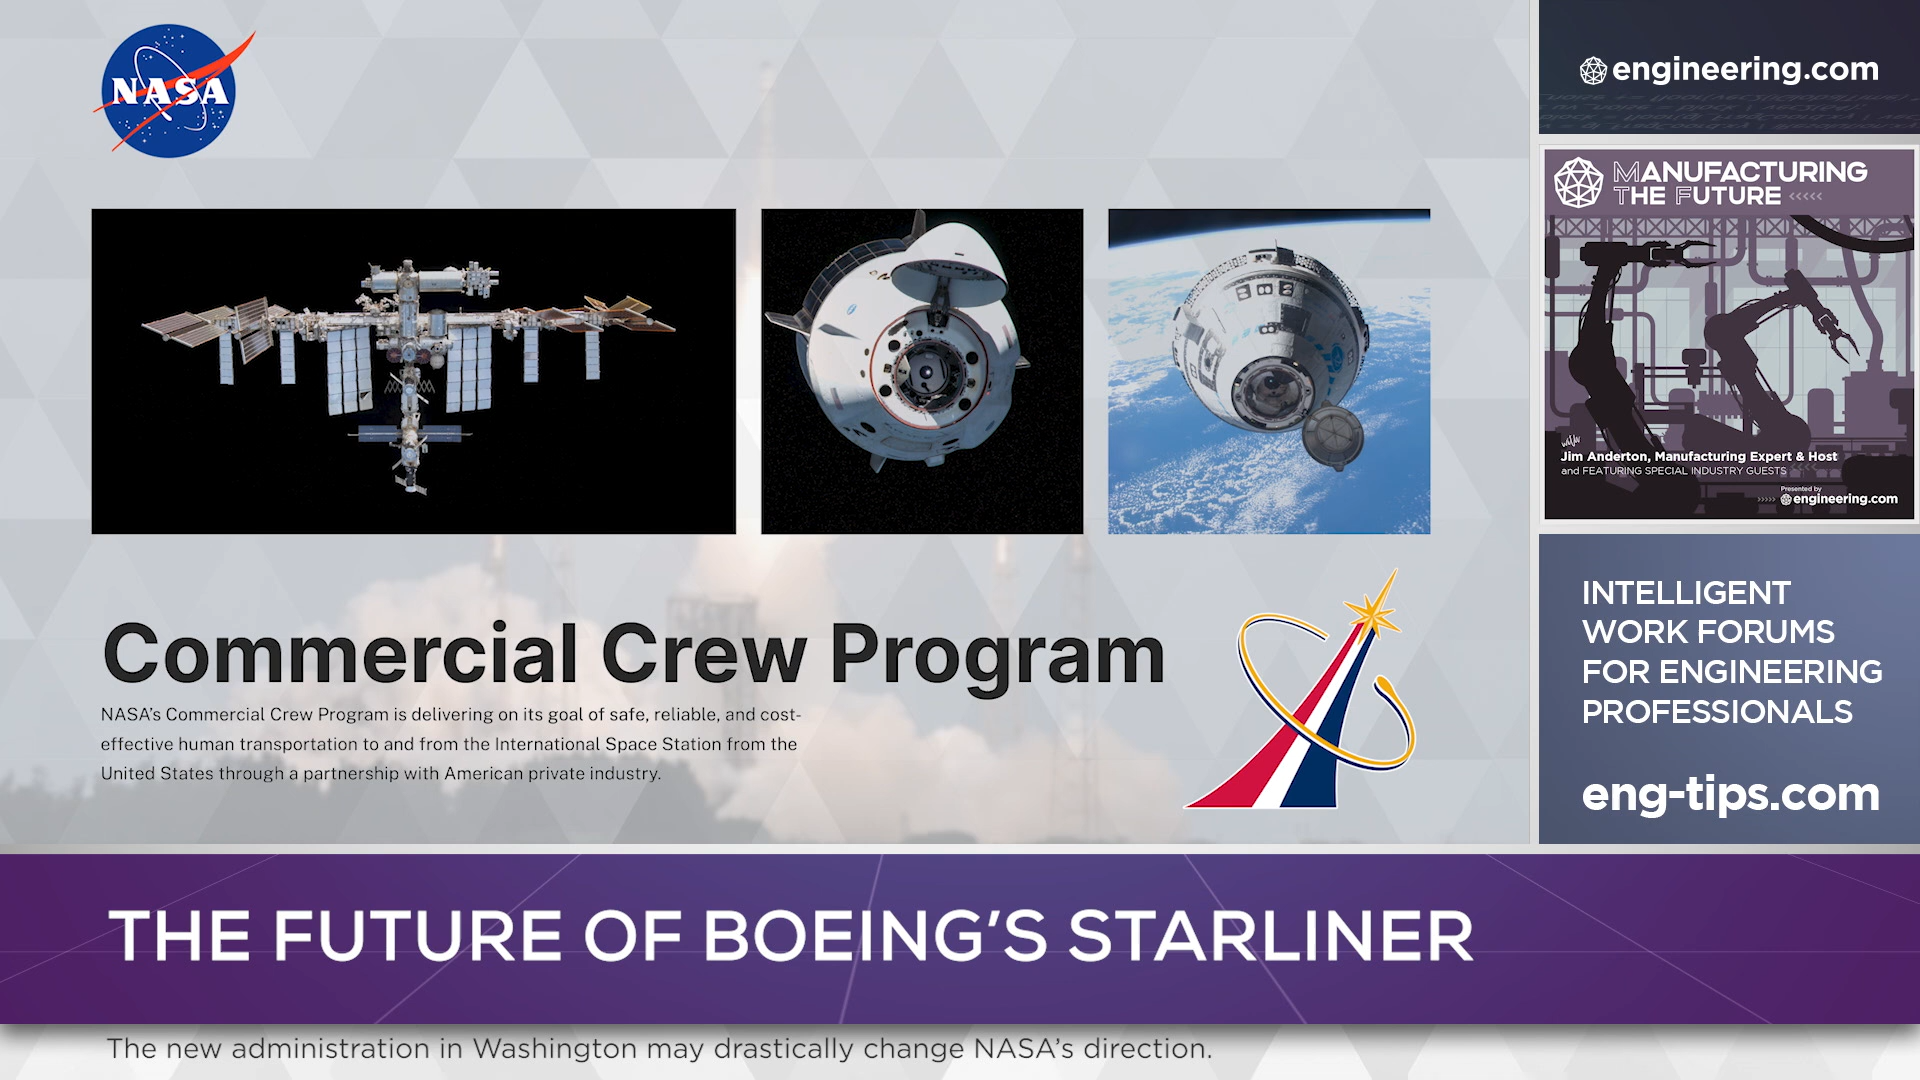 NASA
Commercial Crew Program
NASA's Commercial Crew Program is delivering on its goal of safe, reliable, and cost-
effective human transportation to and from the International Space Station from the
United States through a partnership with American private industry.
THE FUTURE OF BOEING'S STARLINER
The new administration in Washington may drastically change NASA's direction.
engineering.com
MANUFACTURING
THE FUTURE <<<<<
with
Jim Anderton, Manufacturing Expert & Host
and FEATURING SPECIAL INDUSTRY GUESTS
Presented by
>>>>> engineering.com
INTELLIGENT
WORK FORUMS
FOR ENGINEERING
PROFESSIONALS
eng-tips.com